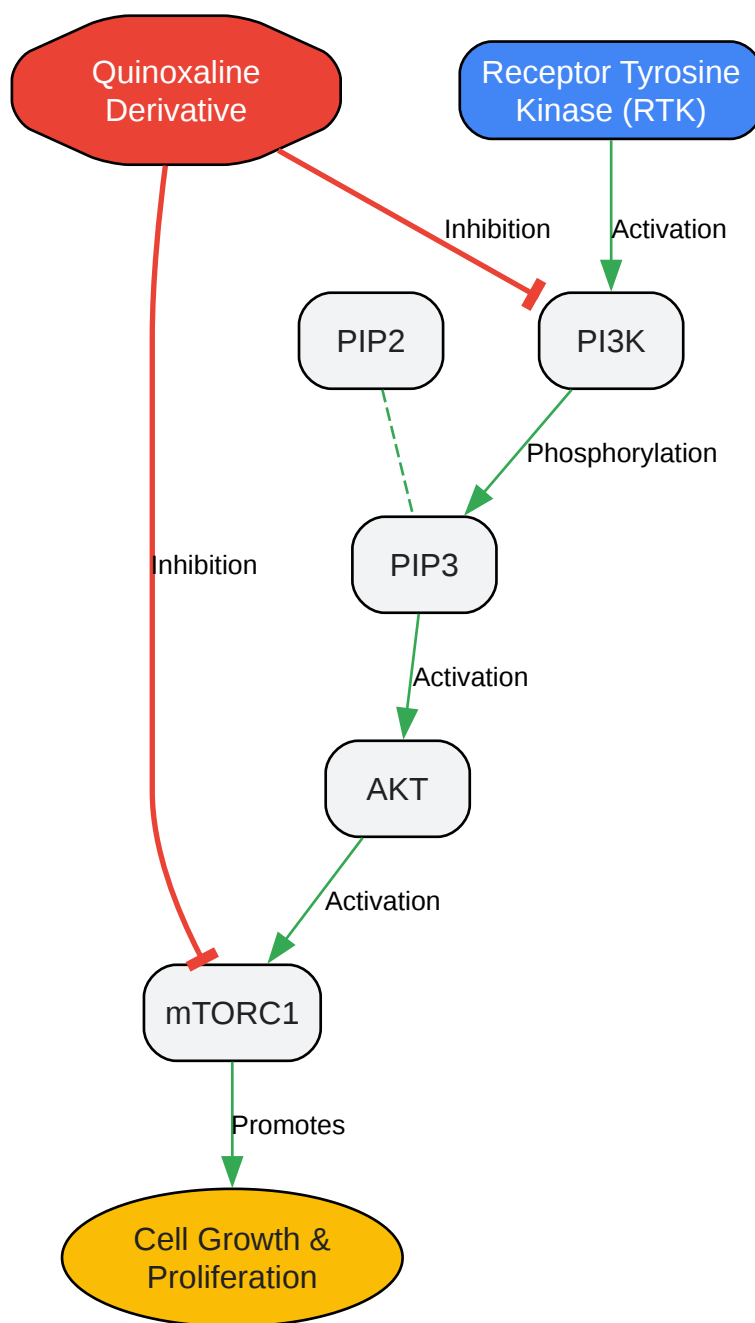 Quinoxaline
Derivative
Receptor Tyrosine
Kinase (RTK)
Inhibition
Activation
PIP2
PI3K
Phosphorylation
Inhibition
PIP3
Activation
AKT
Activation
mTORC1
Promotes
Cell Growth &
Proliferation